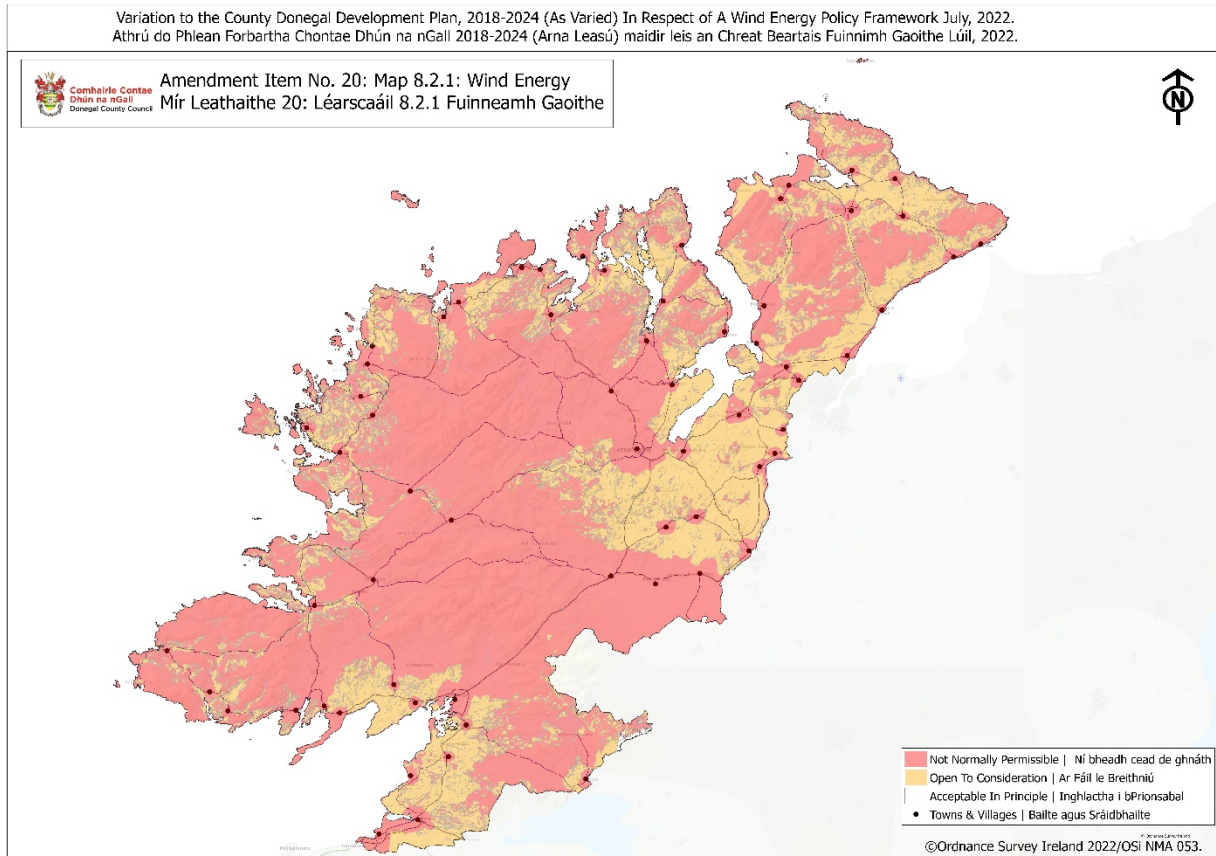 Variation to the County Donegal Development Plan, 2018-2024 (As Varied) In Respect of A Wind Energy Policy Framework July, 2022.
Athrú do Phlean Forbartha Chontae Dhún na nGall 2018-2024 (Arna Leasú) maidir leis an Chreat Beartais Fuinnimh Gaoithe Lúil, 2022.
Comhairle Contae
Dhún na nGall
Donegal County Council
Amendment Item No. 20: Map 8.2.1: Wind Energy
Mír Leathaithe 20: Léarscaáil 8.2.1 Fuinneamh Gaoithe
N
Not Normally Permissible | Ní bheadh cead de ghnáth
Open To Consideration | Ar Fáil le Breithniú
Acceptable In Principle | Inghlactha i bPrionsabal
Towns & Villages | Bailte agus Sráidbhailte
© Ordnance Survey Ireland
©Ordnance Survey Ireland 2022/OSi NMA 053.